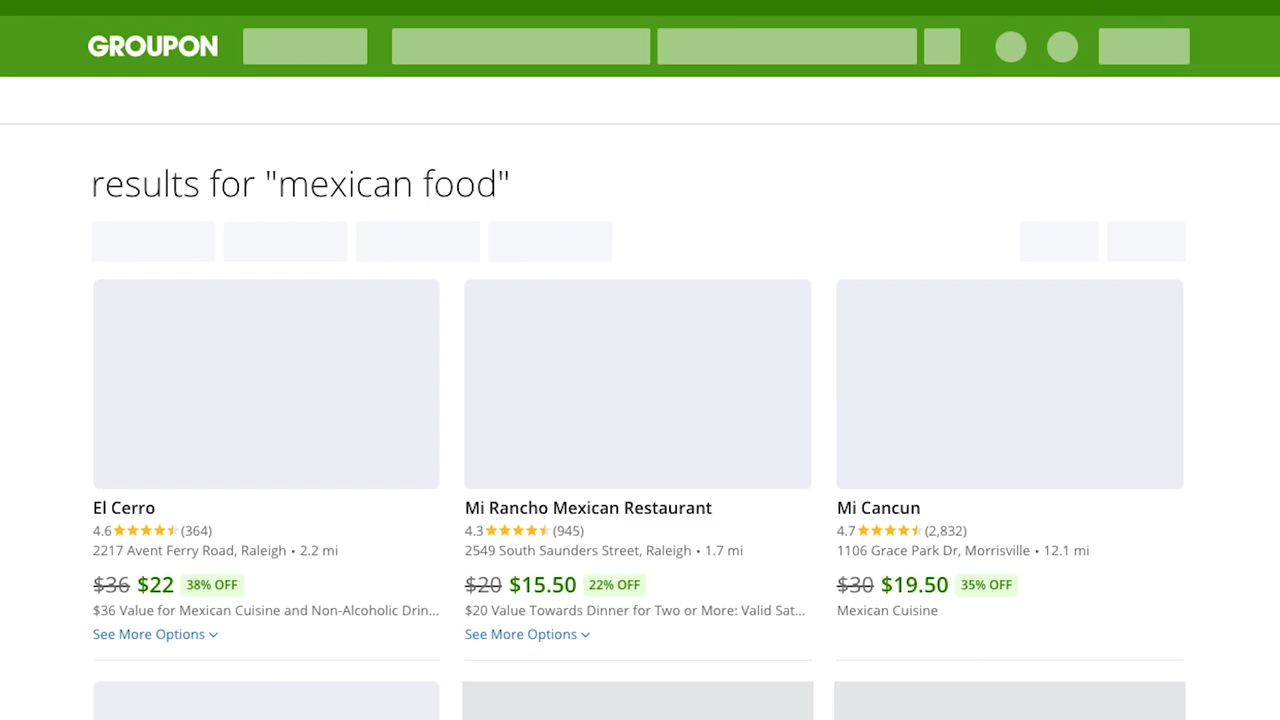 GROUPON
results for "mexican food"
El Cerro
4.6 (364)
2217 Avent Ferry Road, Raleigh • 2.2 mi
$36 $22 38% OFF
$36 Value for Mexican Cuisine and Non-Alcoholic Drin...
See More Options
Mi Rancho Mexican Restaurant
4.3 (945)
2549 South Saunders Street, Raleigh • 1.7 mi
$20 $15.50 22% OFF
$20 Value Towards Dinner for Two or More: Valid Sat...
See More Options
Mi Cancun
4.7 (2,832)
1106 Grace Park Dr, Morrisville • 12.1 mi
$30 $19.50 35% OFF
Mexican Cuisine